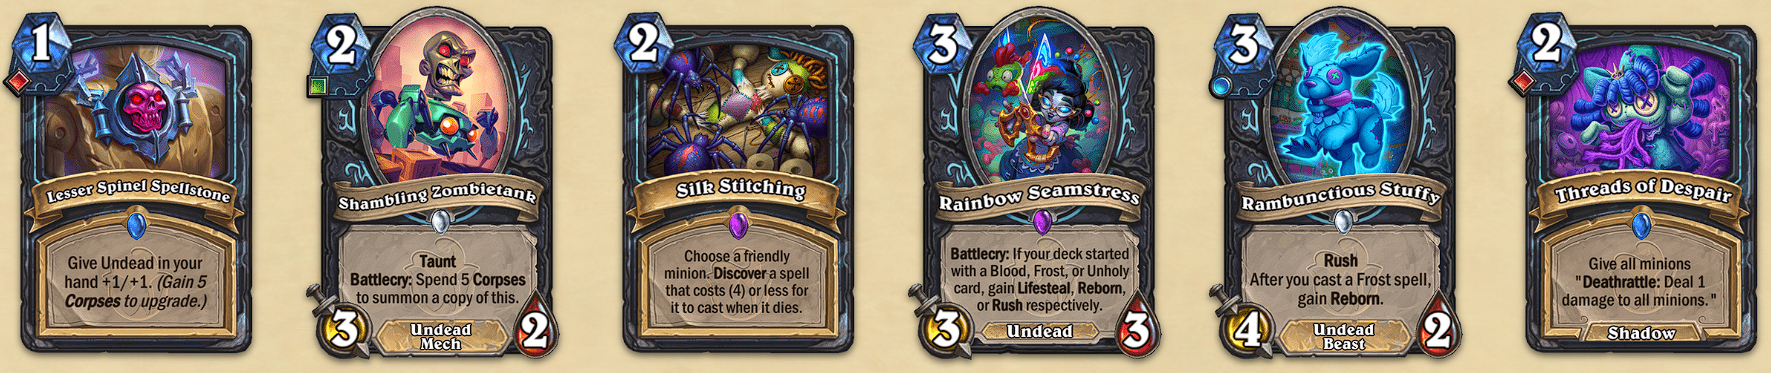 1
Lesser Spinel Spellstone
Give Undead in your
hand +1/+1. (Gain 5
Corpses to upgrade.)
2
Shambling Zombietank
Taunt
Battlecry: Spend 5 Corpses
to summon a copy of this.
3
Undead
Mech
2
2
Silk Stitching
Choose a friendly
minion. Discover a spell
that costs (4) or less for
it to cast when it dies.
3
Rainbow Seamstress
Battlecry: If your deck started
with a Blood, Frost, or Unholy
card, gain Lifesteal, Reborn,
or Rush respectively.
3
Undead
3
3
Rambunctious Stuffy
Rush
After you cast a Frost spell,
gain Reborn.
4
Undead
Beast
2
2
Threads of Despair
Give all minions
"Deathrattle: Deal 1
damage to all minions."
Shadow